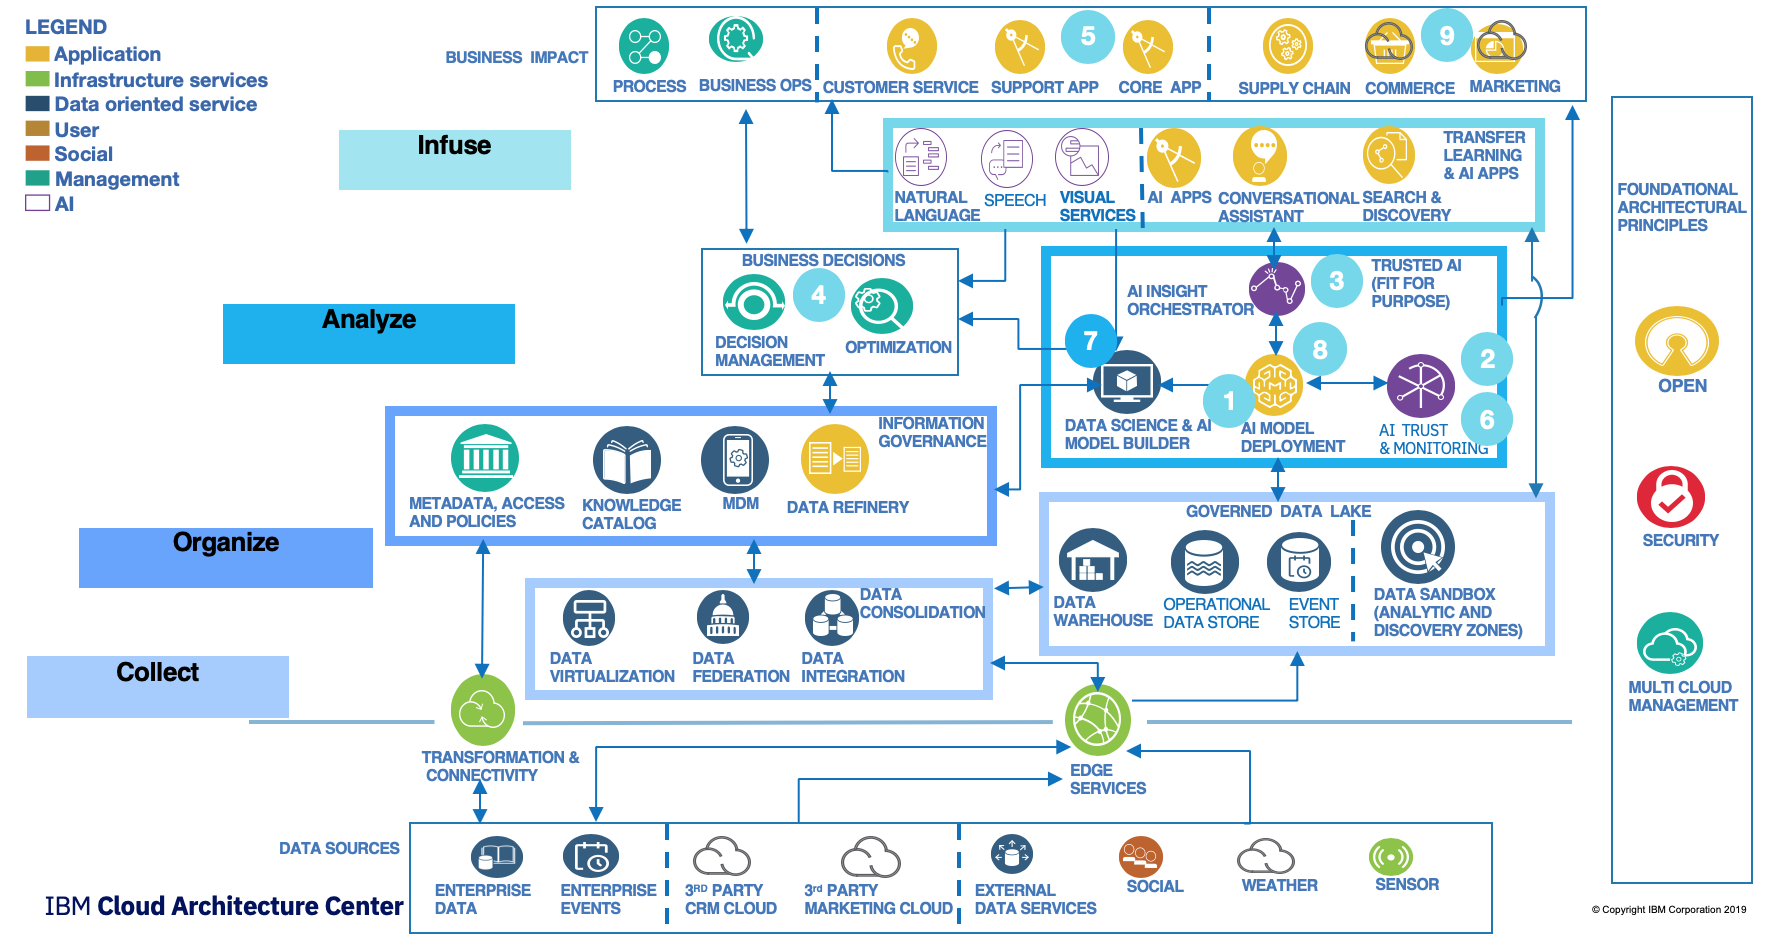 LEGEND
Application
Infrastructure services
Data oriented service
User
Social
Management
AI
BUSINESS IMPACT
PROCESS
BUSINESS OPS
CUSTOMER SERVICE
SUPPORT APP
5
CORE APP
SUPPLY CHAIN
COMMERCE
9
MARKETING
Infuse
NATURAL
LANGUAGE
SPEECH
VISUAL
SERVICES
AI APPS
CONVERSATIONAL
ASSISTANT
SEARCH &
DISCOVERY
TRANSFER
LEARNING
& AI APPS
FOUNDATIONAL
ARCHITECTURAL
PRINCIPLES
OPEN
SECURITY
MULTI CLOUD
MANAGEMENT
Analyze
BUSINESS DECISIONS
4
DECISION
MANAGEMENT
OPTIMIZATION
AI INSIGHT
ORCHESTRATOR
3
TRUSTED AI
(FIT FOR
PURPOSE)
7
8
2
1
6
DATA SCIENCE & AI
MODEL BUILDER
AI MODEL
DEPLOYMENT
AI TRUST
& MONITORING
Organize
INFORMATION
GOVERNANCE
METADATA, ACCESS
AND POLICIES
KNOWLEDGE
CATALOG
MDM
DATA REFINERY
GOVERNED DATA LAKE
DATA
WAREHOUSE
OPERATIONAL
DATA STORE
EVENT
STORE
DATA SANDBOX
(ANALYTIC AND
DISCOVERY ZONES)
Collect
DATA
CONSOLIDATION
DATA
VIRTUALIZATION
DATA
FEDERATION
DATA
INTEGRATION
TRANSFORMATION &
CONNECTIVITY
EDGE
SERVICES
DATA SOURCES
ENTERPRISE
DATA
ENTERPRISE
EVENTS
3RD PARTY
CRM CLOUD
3rd PARTY
MARKETING CLOUD
EXTERNAL
DATA SERVICES
SOCIAL
WEATHER
SENSOR
IBM Cloud Architecture Center
© Copyright IBM Corporation 2019